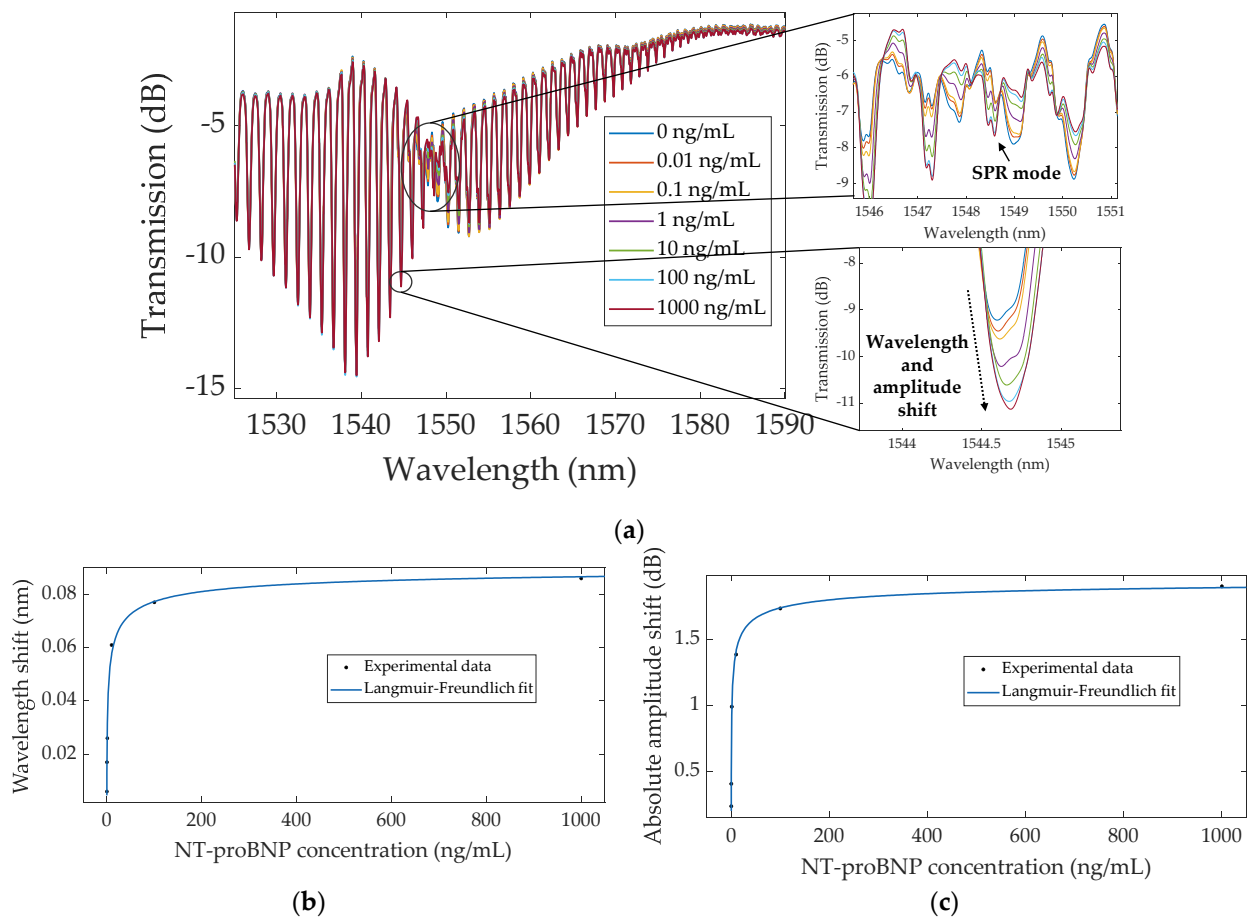 Transmission (dB)
-5
-10
-15
1530
1540
1550
1560
1570
1580
1590
Wavelength (nm)
0 ng/mL
0.01 ng/mL
0.1 ng/mL
1 ng/mL
10 ng/mL
100 ng/mL
1000 ng/mL
Transmission (dB)
-5
-6
-7
-8
-9
SPR mode
1546
1547
1548
1549
1550
1551
Wavelength (nm)
Transmission (dB)
-8
-9
-10
-11
Wavelength
and
amplitude
shift
1544
1544.5
1545
Wavelength (nm)
(a)
Wavelength shift (nm)
0.08
0.06
0.04
0.02
Experimental data
Langmuir-Freundlich fit
0
200
400
600
800
1000
NT-proBNP concentration (ng/mL)
(b)
Absolute amplitude shift (dB)
1.5
1
0.5
Experimental data
Langmuir-Freundlich fit
0
200
400
600
800
1000
NT-proBNP concentration (ng/mL)
(c)